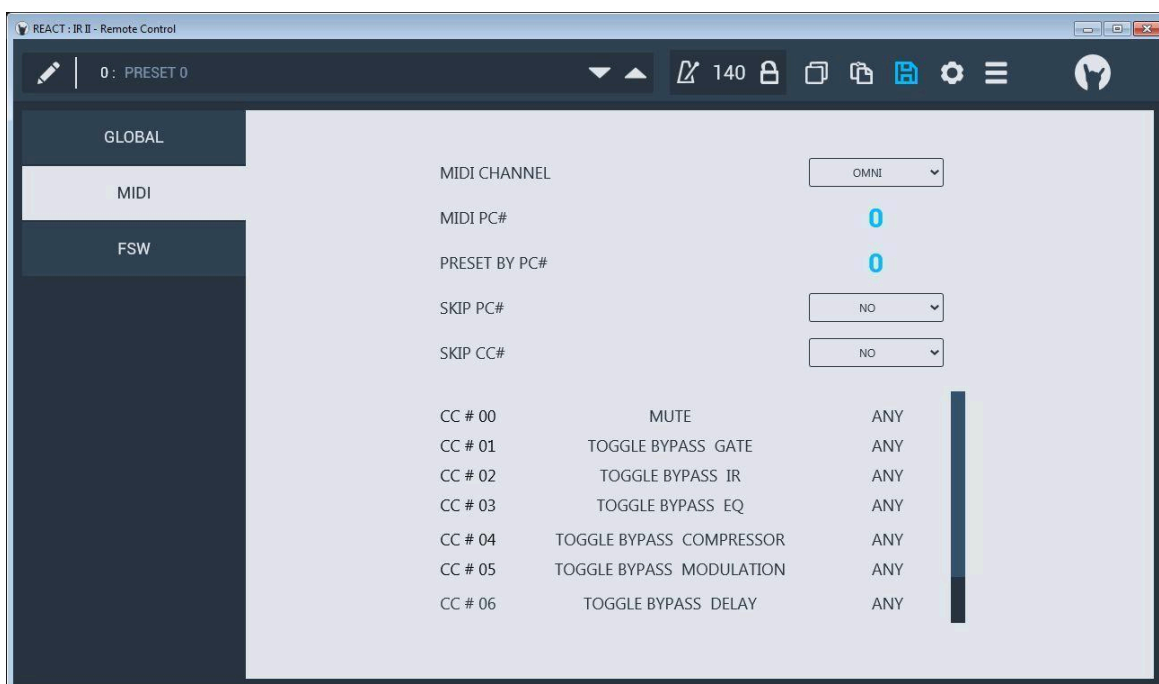 REACT : IR II - Remote Control
0 : PRESET 0
140
GLOBAL
MIDI
FSW
MIDI CHANNEL OMNI
MIDI PC# 0
PRESET BY PC# 0
SKIP PC# NO
SKIP CC# NO
CC # 00 MUTE ANY
CC # 01 TOGGLE BYPASS GATE ANY
CC # 02 TOGGLE BYPASS IR ANY
CC # 03 TOGGLE BYPASS EQ ANY
CC # 04 TOGGLE BYPASS COMPRESSOR ANY
CC # 05 TOGGLE BYPASS MODULATION ANY
CC # 06 TOGGLE BYPASS DELAY ANY